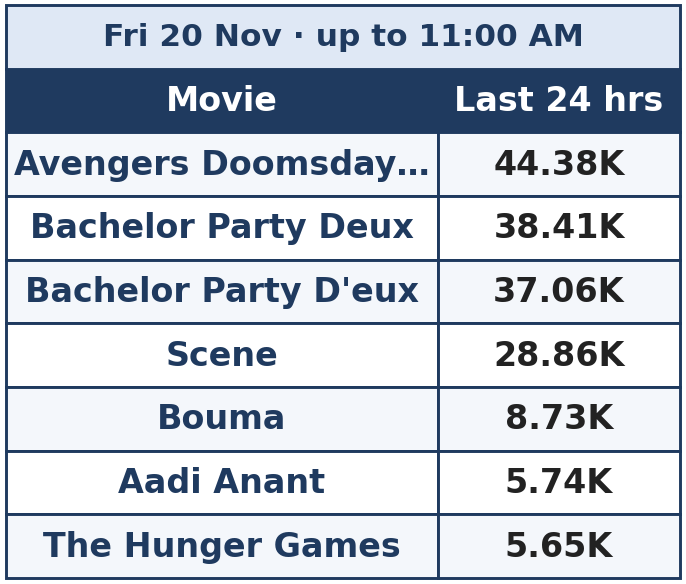 Fri 20 Nov · up to 11:00 AM
Movie Last 24 hrs
Avengers Doomsday... 44.38K
Bachelor Party Deux 38.41K
Bachelor Party D'eux 37.06K
Scene 28.86K
Bouma 8.73K
Aadi Anant 5.74K
The Hunger Games 5.65K